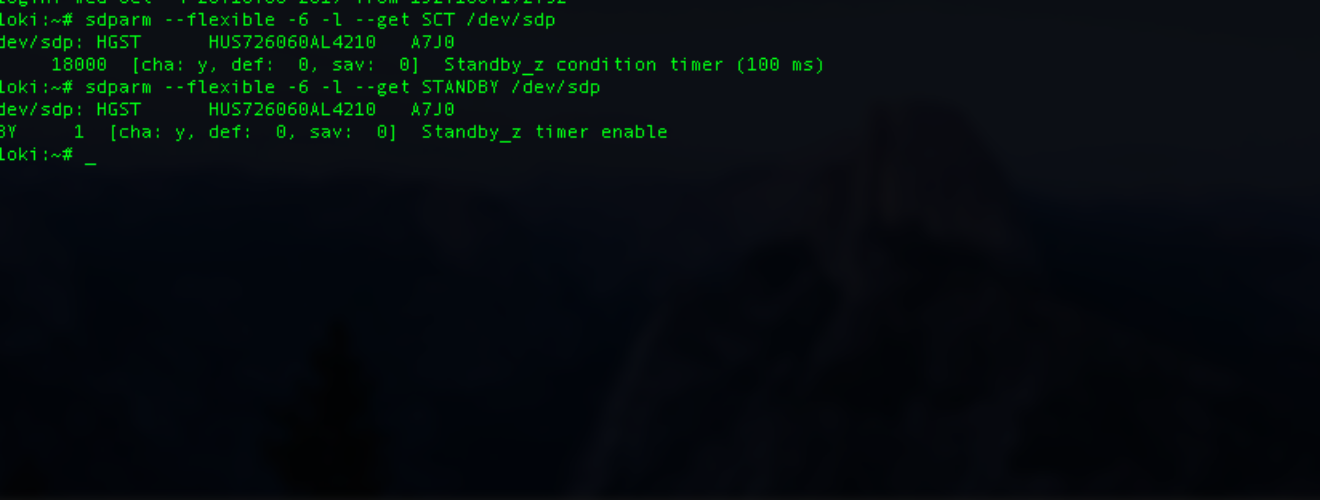 loki:~# sdparm --flexible -6 -l --get SCT /dev/sdp
dev/sdp: HGST HUS726060AL4210 A7J0
18000 [cha: y, def: 0, sav: 0] Standby_z condition timer (100 ms)
loki:~# sdparm --flexible -6 -l --get STANDBY /dev/sdp
dev/sdp: HGST HUS726060AL4210 A7J0
BY 1 [cha: y, def: 0, sav: 0] Standby_z timer enable
loki:~# _